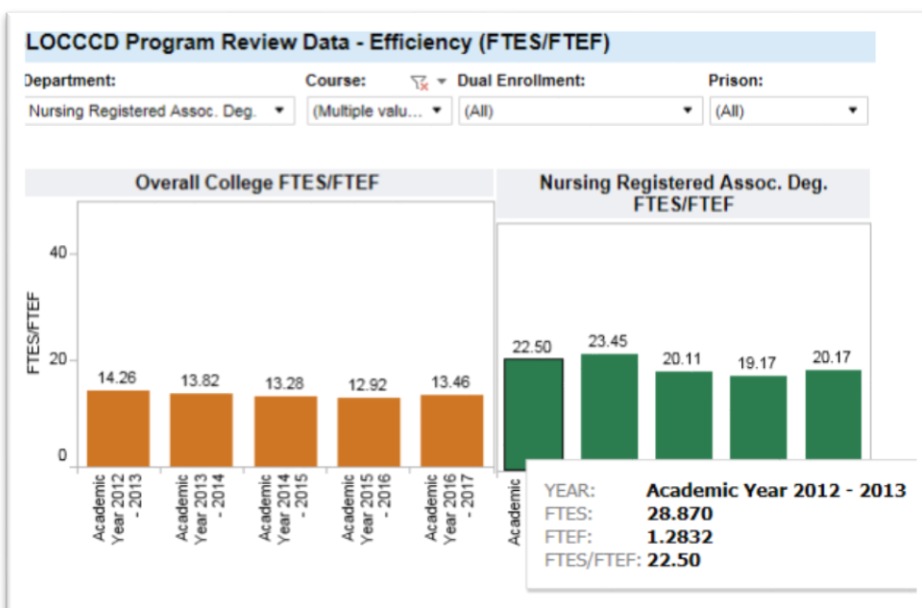 LOCCCD Program Review Data - Efficiency (FTES/FTEF)
Department: Course: Dual Enrollment: Prison:
Nursing Registered Assoc. Deg. (Multiple valu... (All) (All)
Overall College FTES/FTEF
Nursing Registered Assoc. Deg.
FTES/FTEF
FTES/FTEF
40
20
0
14.26
13.82
13.28
12.92
13.46
22.50
23.45
20.11
19.17
20.17
Academic
Year 2012
- 2013
Academic
Year 2013
- 2014
Academic
Year 2014
- 2015
Academic
Year 2015
- 2016
Academic
Year 2016
- 2017
Academic
YEAR: Academic Year 2012 - 2013
FTES: 28.870
FTEF: 1.2832
FTES/FTEF: 22.50